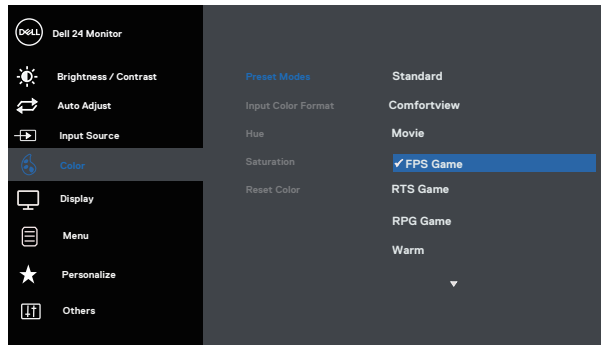 DELL Dell 24 Monitor
Brightness / Contrast
Auto Adjust
Input Source
Color
Display
Menu
Personalize
Others
Preset Modes
Input Color Format
Hue
Saturation
Reset Color
Standard
Comfortview
Movie
✓FPS Game
RTS Game
RPG Game
Warm